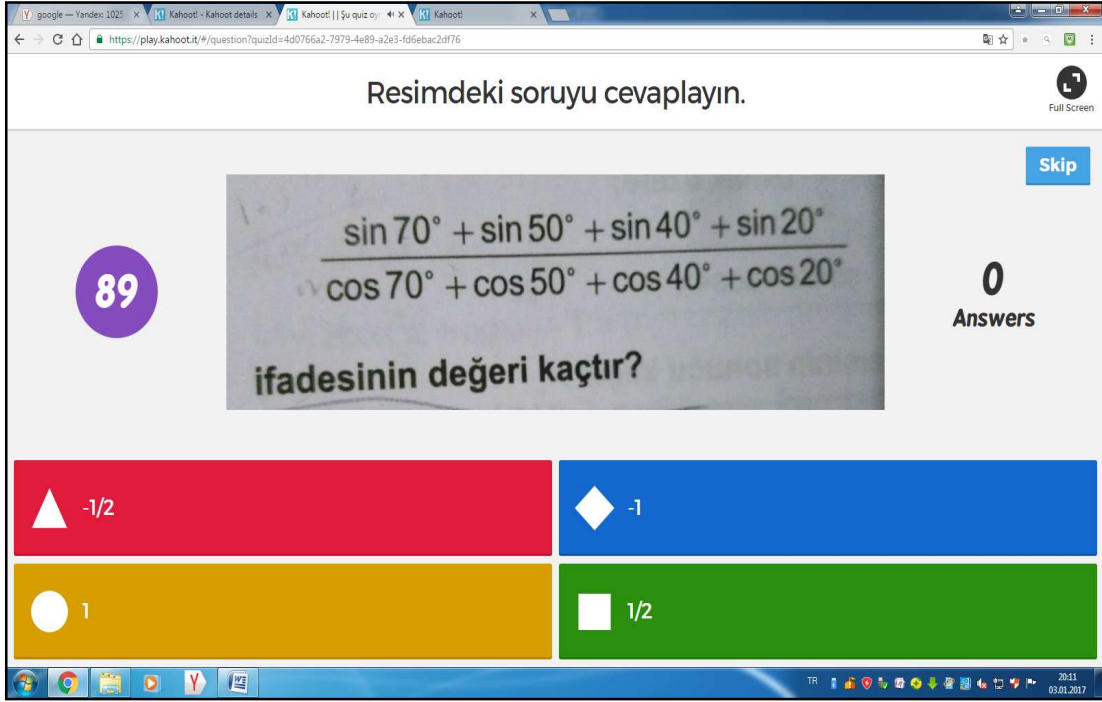 google — Yandex: 1025
Kahoot! - Kahoot details
Kahoot! || Şu quiz oyn
Kahoot!
https://play.kahoot.it/#/question?quizId=4d0766a2-7979-4e89-a2e3-fd6ebac2df76
Resimdeki soruyu cevaplayın.
Full Screen
Skip
89
sin 70° + sin 50° + sin 40° + sin 20°
cos 70° + cos 50° + cos 40° + cos 20°
ifadesinin değeri kaçtır?
0
Answers
-1/2
-1
1
1/2
TR
20:11
03.01.2017